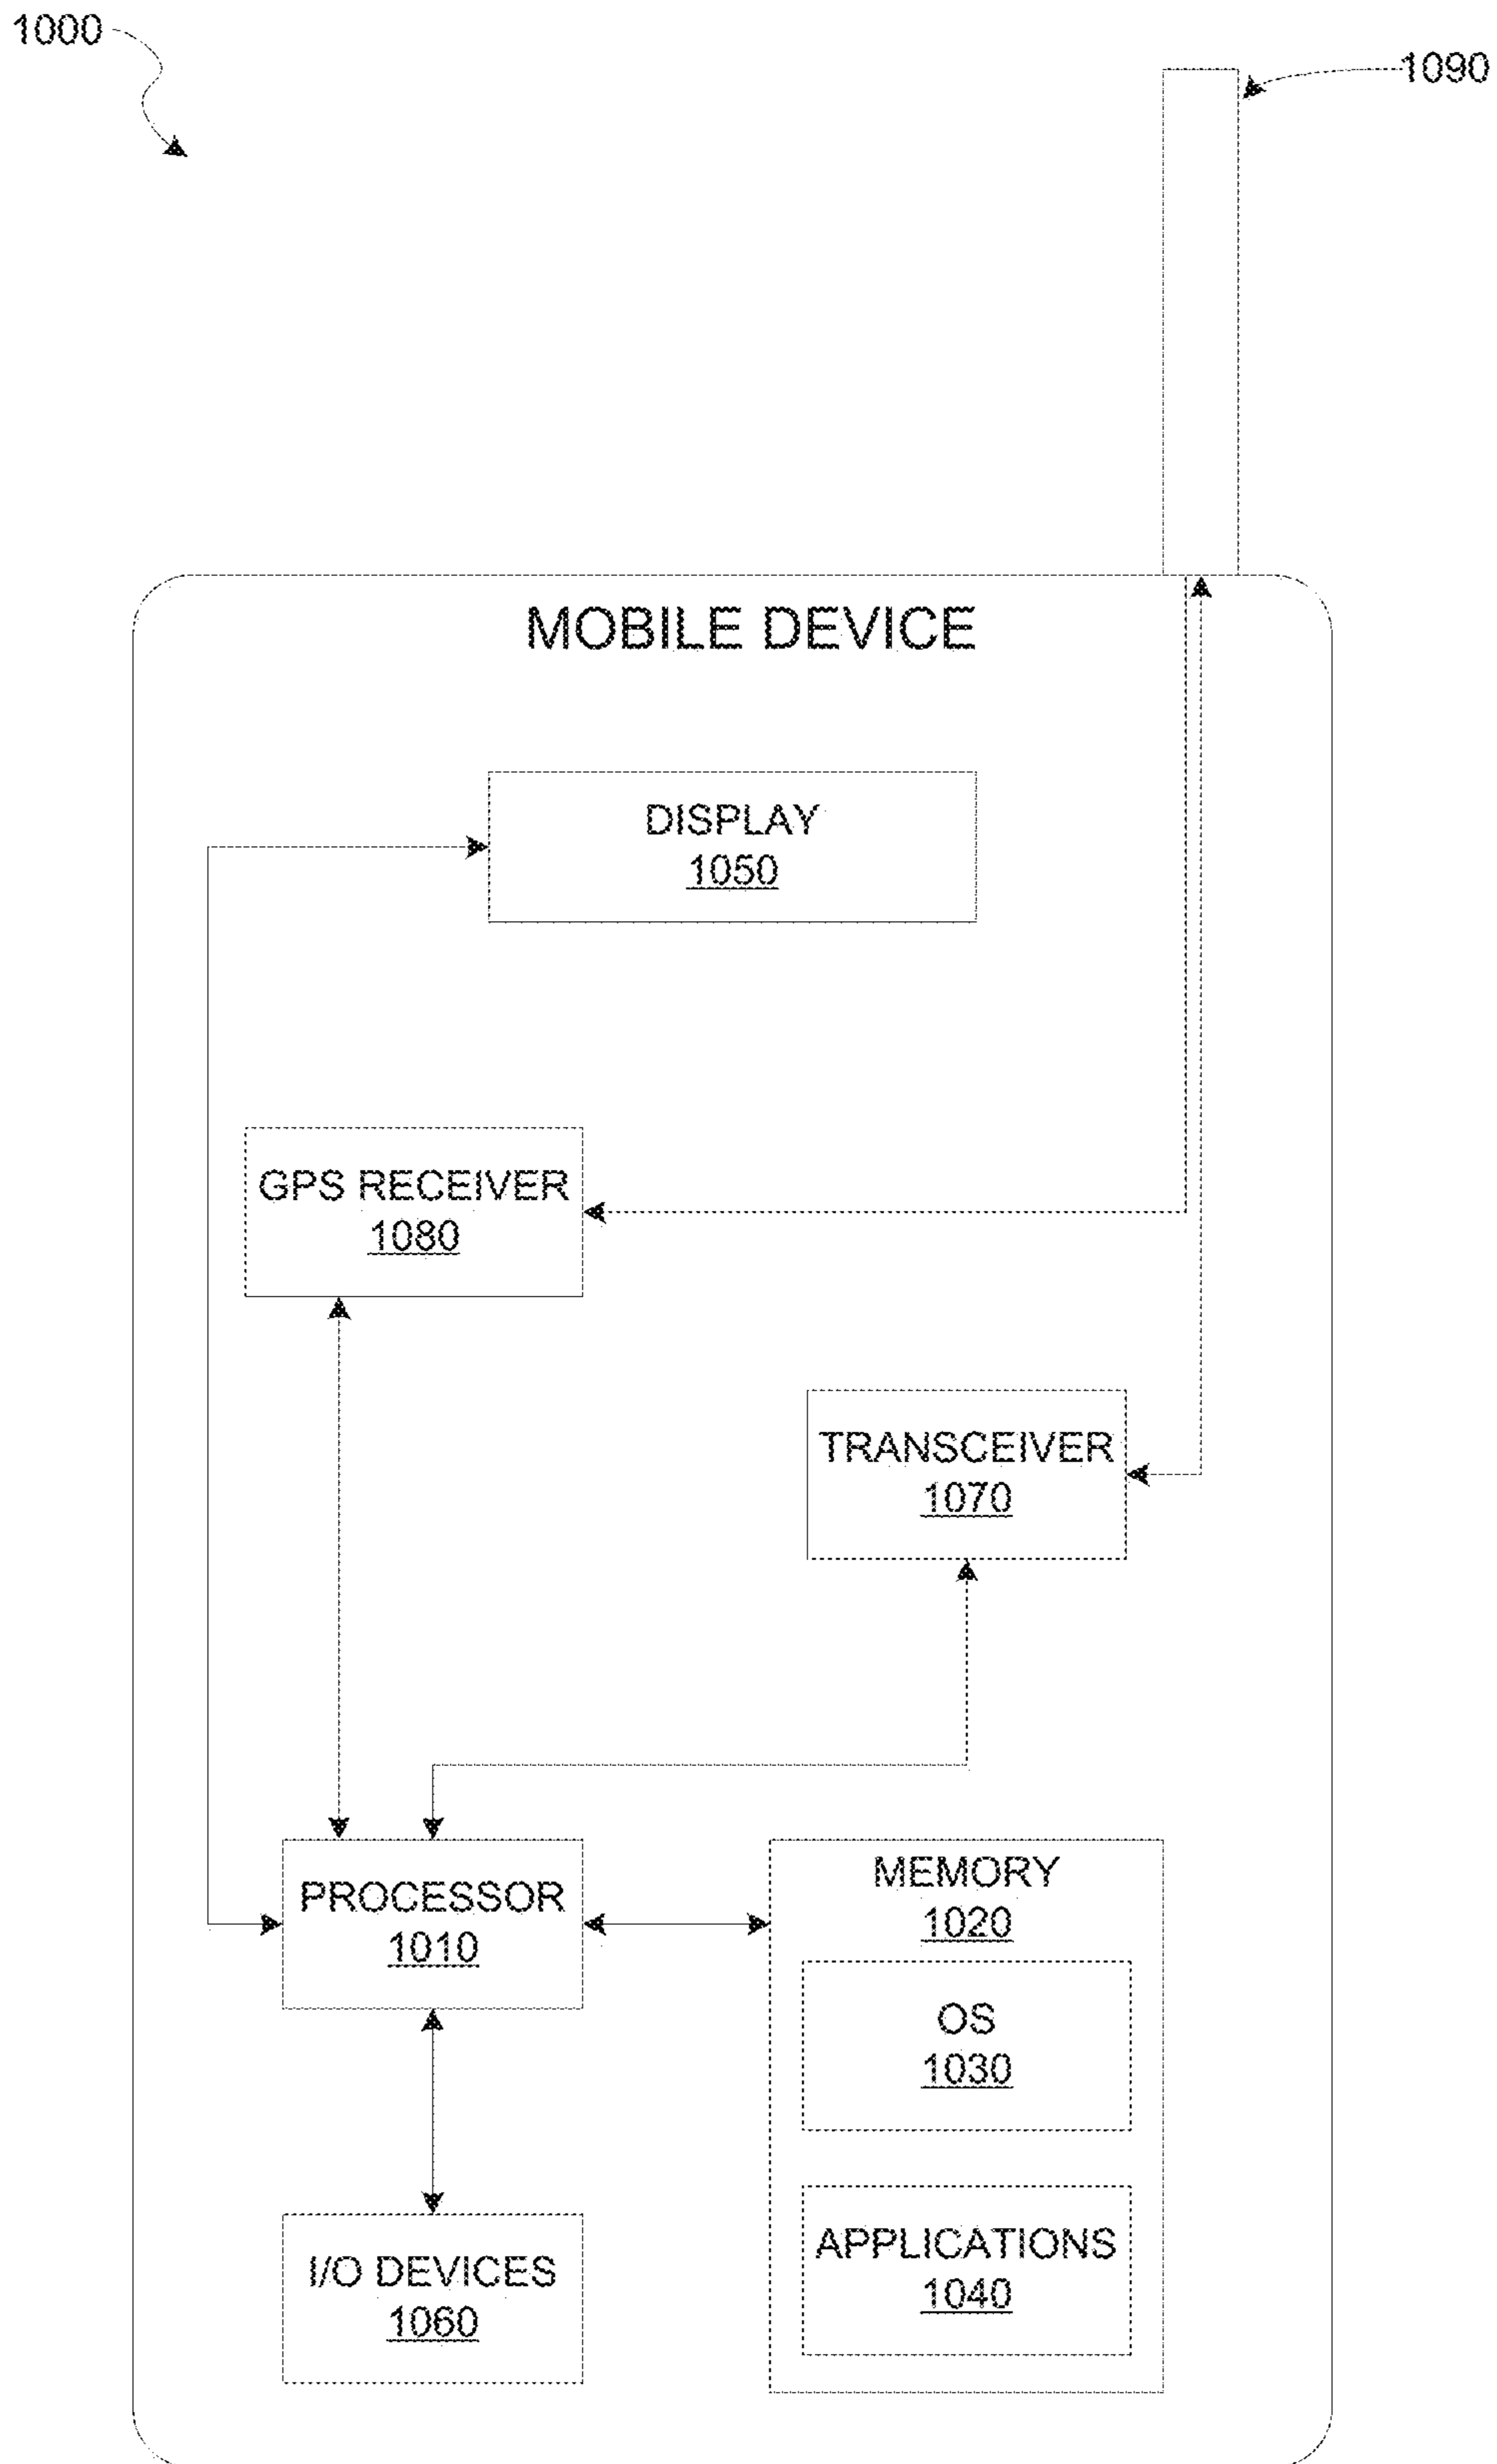 1000
1090
MOBILE DEVICE
DISPLAY
1050
GPS RECEIVER
1080
TRANSCEIVER
1070
PROCESSOR
1010
MEMORY
1020
OS
1030
APPLICATIONS
1040
I/O DEVICES
1060